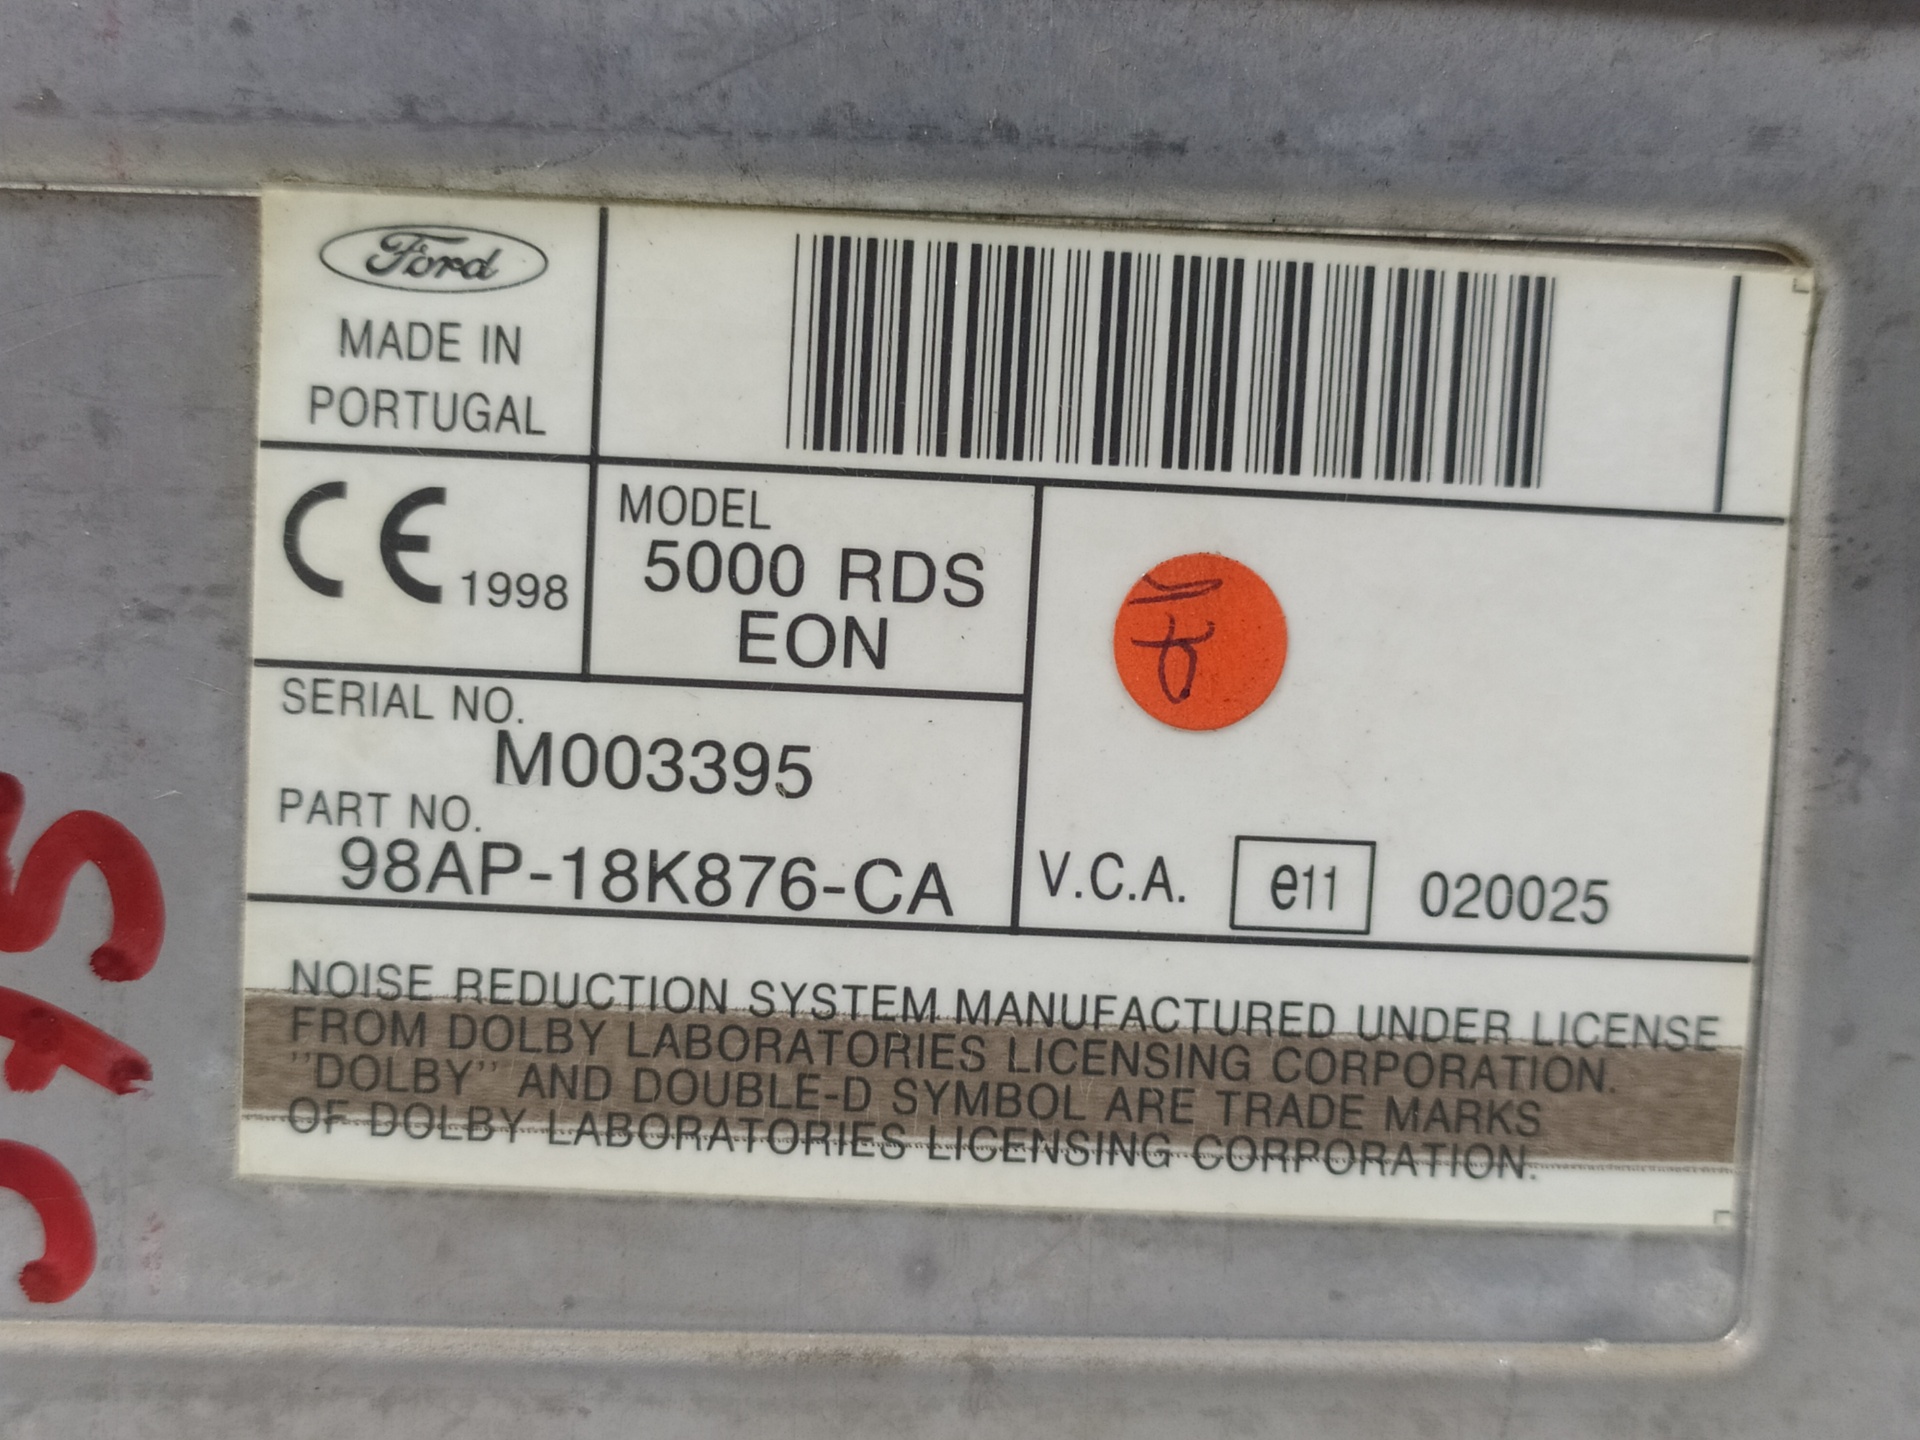 Ford
MADE IN
PORTUGAL
CE 1998
MODEL
5000 RDS
EON
SERIAL NO.
M003395
PART NO.
98AP-18K876-CA
V.C.A. e11 020025
NOISE REDUCTION SYSTEM MANUFACTURED UNDER LICENSE
FROM DOLBY LABORATORIES LICENSING CORPORATION.
"DOLBY" AND DOUBLE-D SYMBOL ARE TRADE MARKS
OF DOLBY LABORATORIES LICENSING CORPORATION.